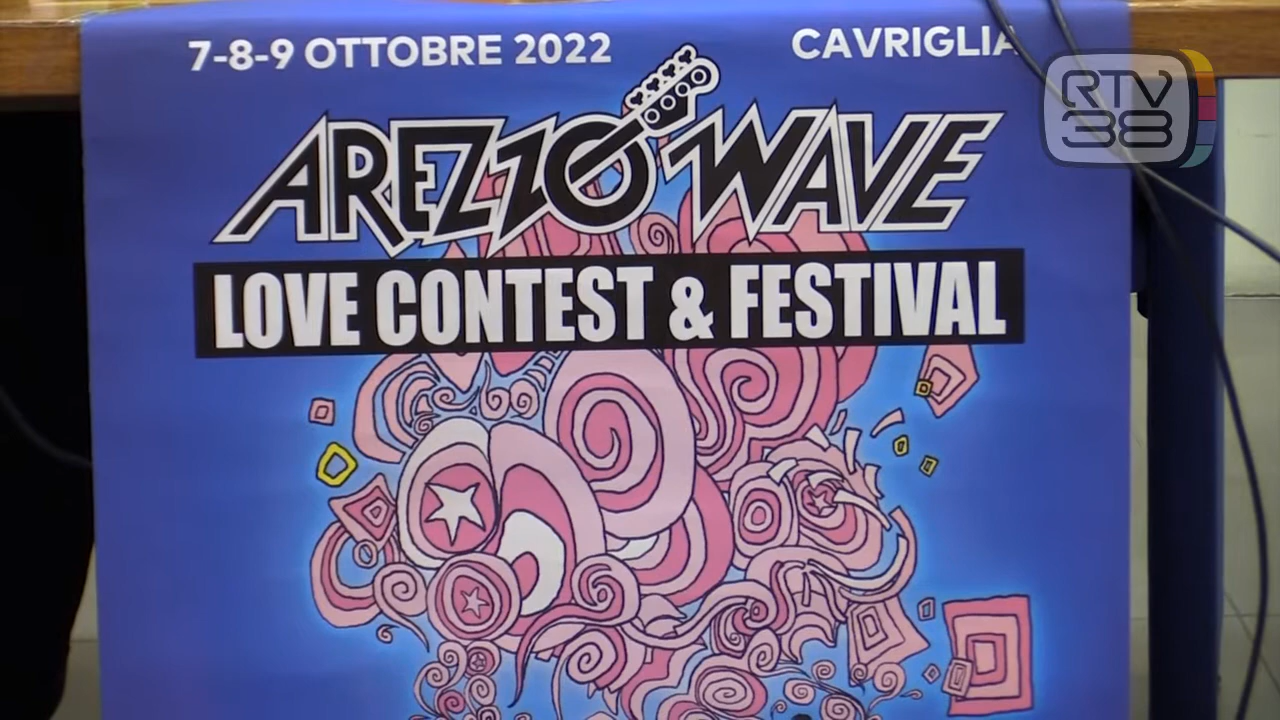 7-8-9 OTTOBRE 2022 CAVRIGLIA
RTV
38
AREZZO WAVE
LOVE CONTEST & FESTIVAL